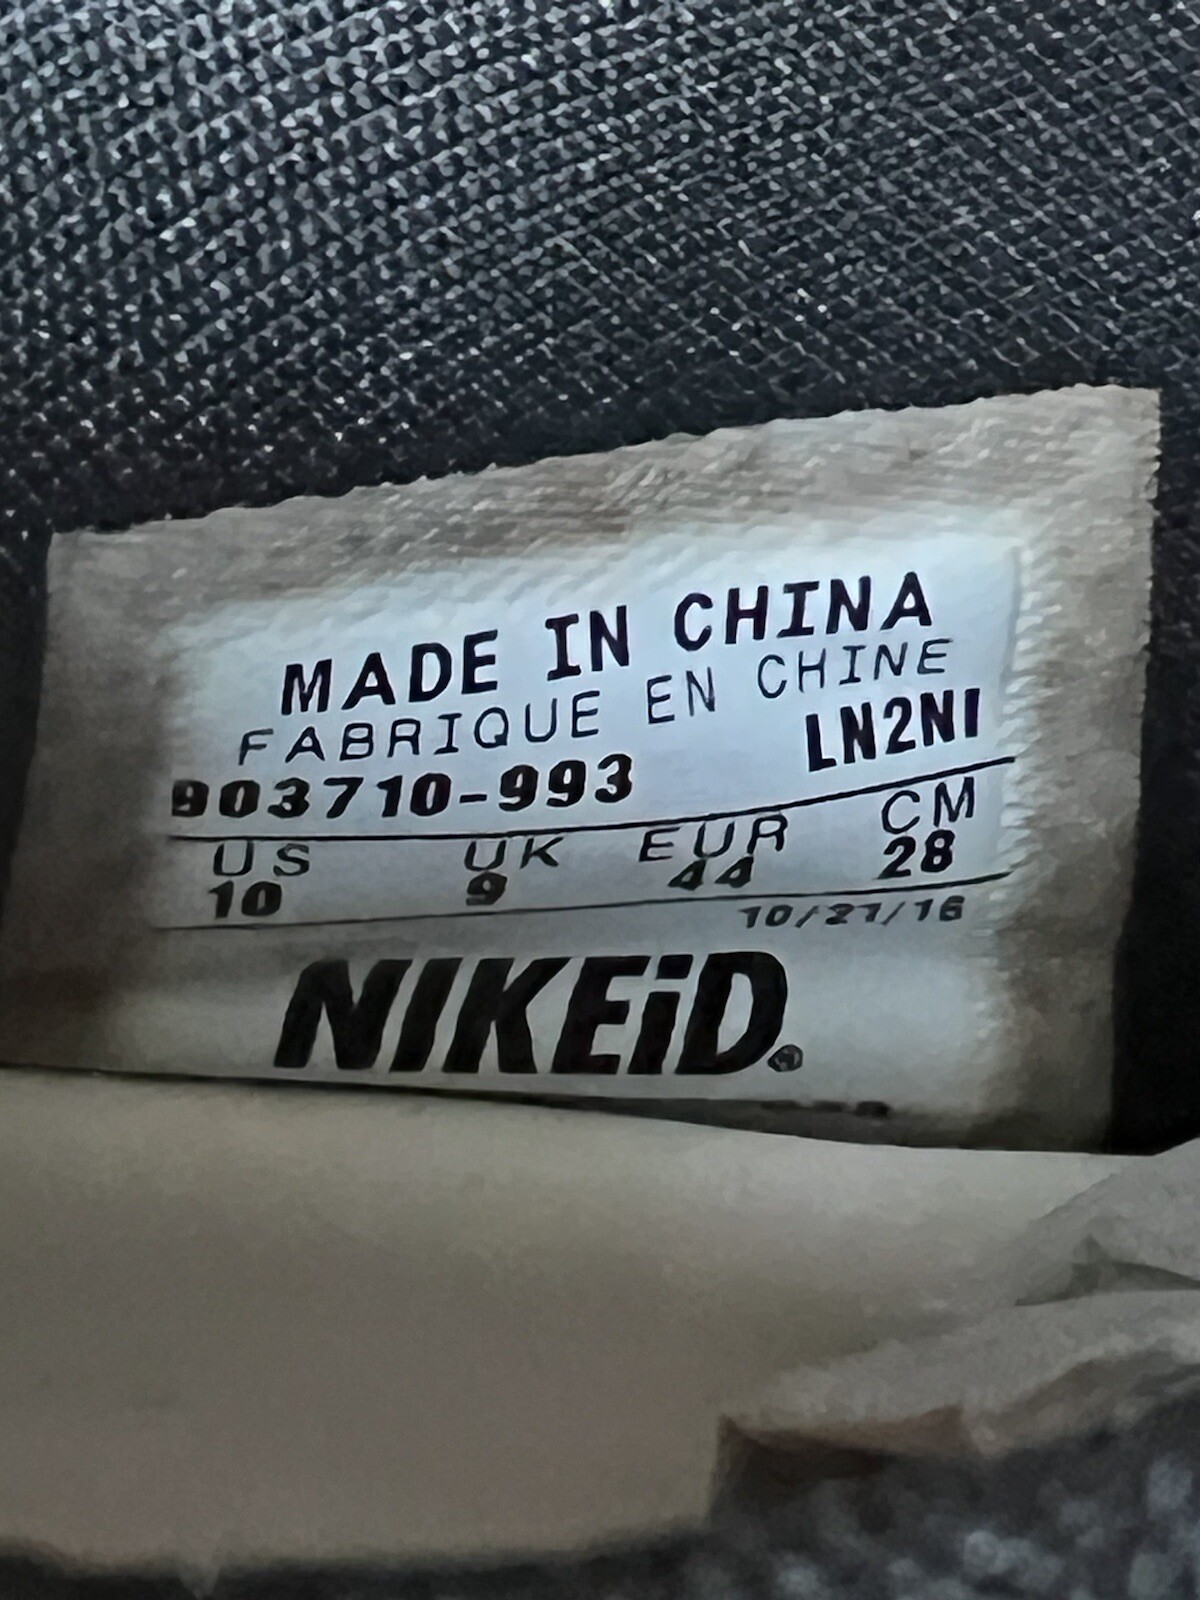 MADE IN CHINA
FABRIQUE EN CHINE
LN2NI
903710-993
US UK EUR CM
10 9 44 28
10/21/16
NIKEiD®